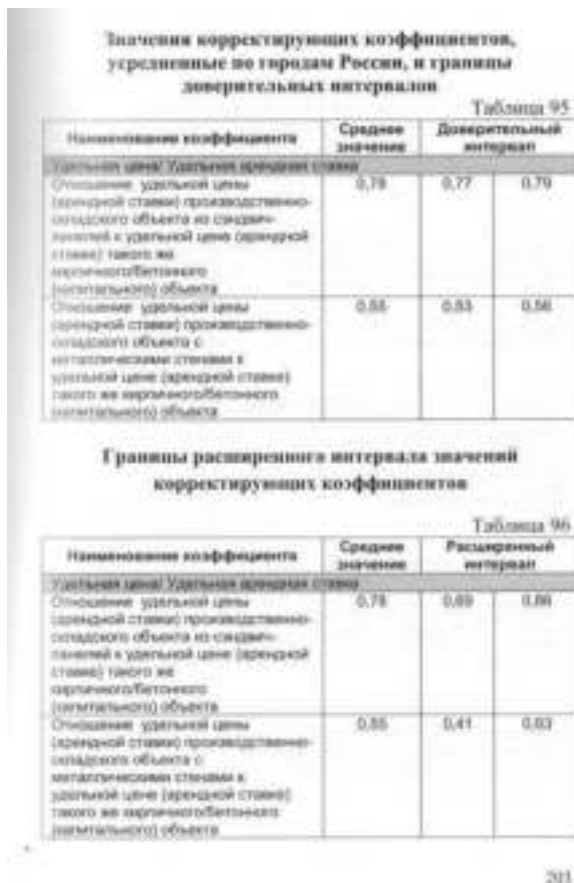 Значения корректирующих коэффициентов,
усредненные по городам России, и границы
доверительных интервалов
Таблица 95
Наименование коэффициента
Среднее значение
Доверительный интервал
Удельная цена/ Удельная арендная ставка
Отношение удельной цены
(арендной ставки) производственно-
складского объекта из сэндвич-
панелей к удельной цене (арендной
ставке) такого же
кирпичного/бетонного
(капитального) объекта
0,78 0,77 0,79
Отношение удельной цены
(арендной ставки) производственно-
складского объекта с
металлическими стенами к
удельной цене (арендной ставке)
такого же кирпичного/бетонного
(капитального) объекта
0,55 0,53 0,56
Границы расширенного интервала значений
корректирующих коэффициентов
Таблица 96
Наименование коэффициента
Среднее значение
Расширенный интервал
Удельная цена/ Удельная арендная ставка
Отношение удельной цены
(арендной ставки) производственно-
складского объекта из сэндвич-
панелей к удельной цене (арендной
ставке) такого же
кирпичного/бетонного
(капитального) объекта
0,78 0,69 0,86
Отношение удельной цены
(арендной ставки) производственно-
складского объекта с
металлическими стенами к
удельной цене (арендной ставке)
такого же кирпичного/бетонного
(капитального) объекта
0,55 0,41 0,63
203